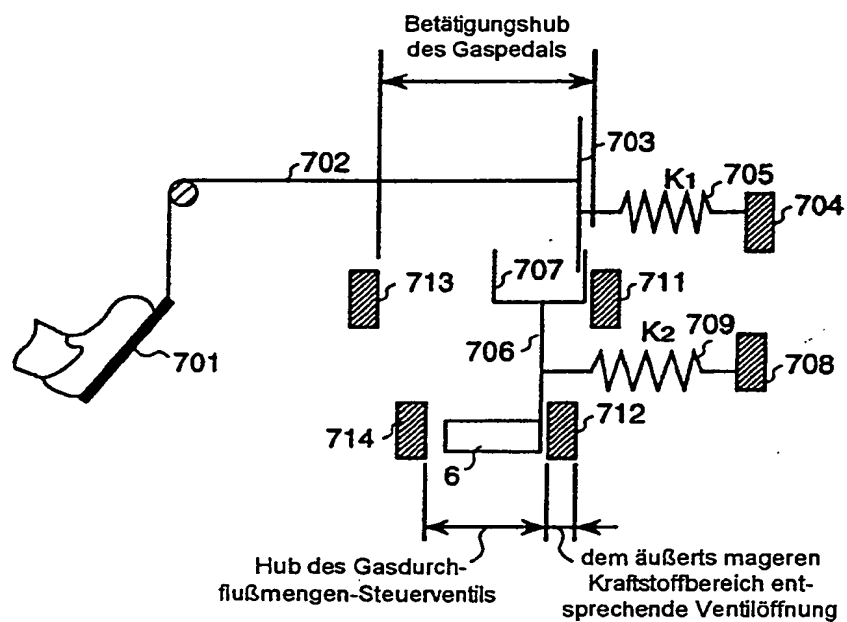 Betätigungshub
des Gaspedals
702
703
K1
705
704
707
713
711
706
K2
709
708
701
714
712
6
Hub des Gasdurch-
flußmengen-Steuerventils
dem äußerts mageren
Kraftstoffbereich ent-
sprechende Ventilöffnung